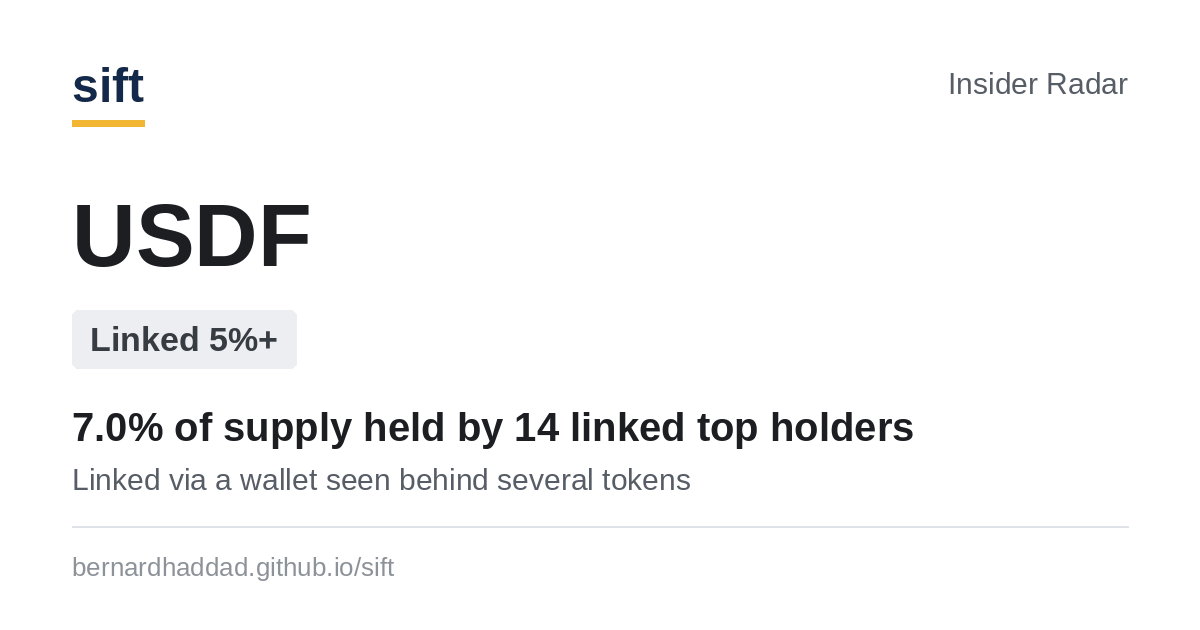 sift
Insider Radar
USDF
Linked 5%+
7.0% of supply held by 14 linked top holders
Linked via a wallet seen behind several tokens
bernardhaddad.github.io/sift